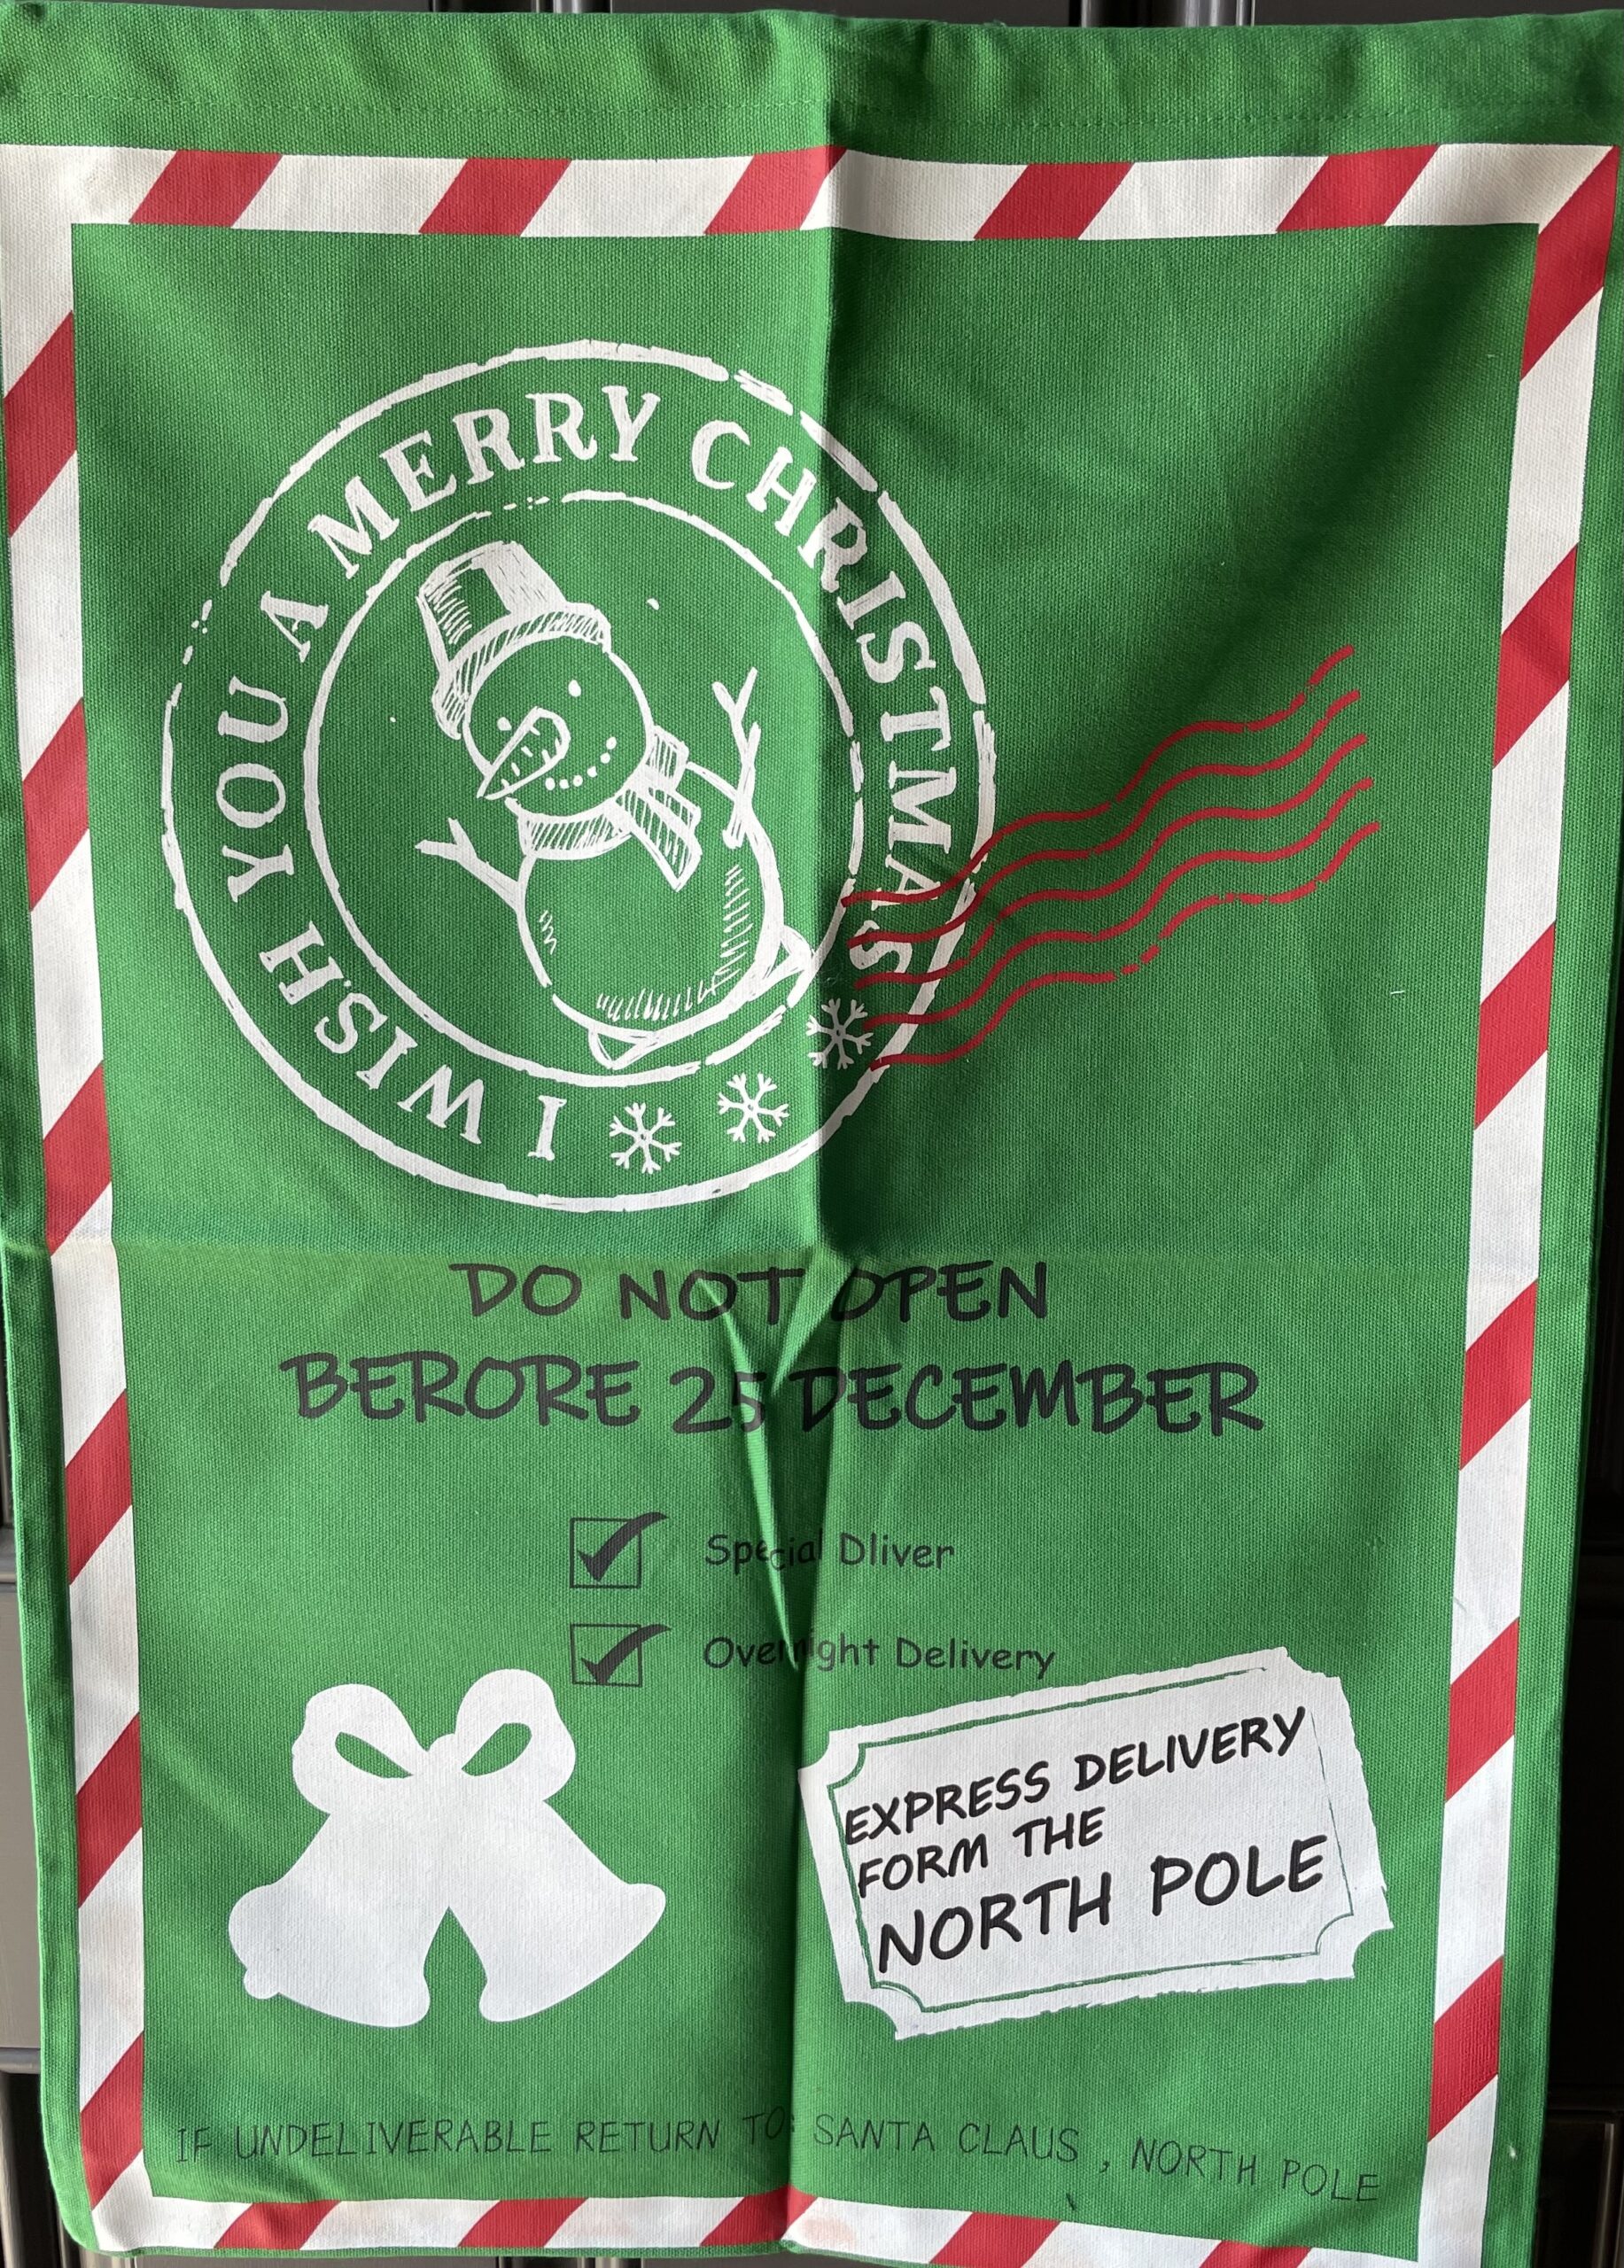 I WISH YOU A MERRY CHRISTMAS
DO NOT OPEN
BERORE 25 DECEMBER
Special Dliver
Overnight Delivery
EXPRESS DELIVERY
FORM THE
NORTH POLE
IF UNDELIVERABLE RETURN TO: SANTA CLAUS , NORTH POLE